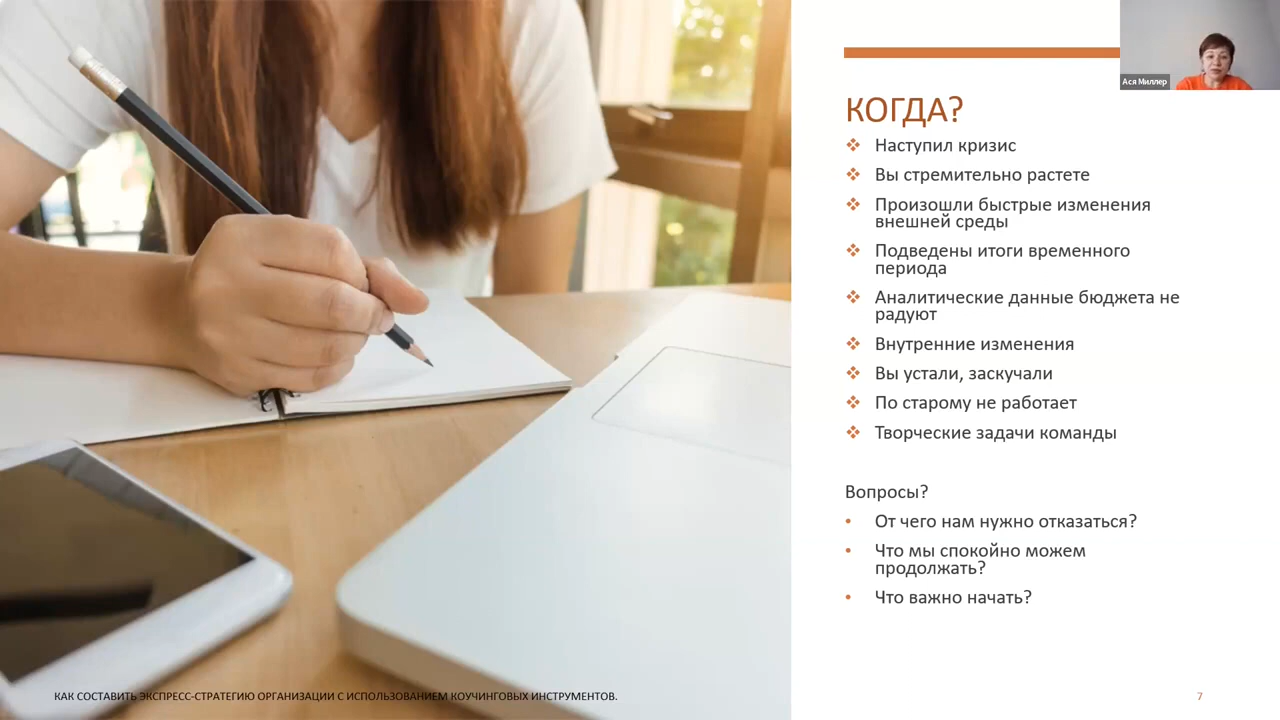 Ася Миллер
КОГДА?
Наступил кризис
Вы стремительно растете
Произошли быстрые изменения
внешней среды
Подведены итоги временного
периода
Аналитические данные бюджета не
радуют
Внутренние изменения
Вы устали, заскучали
По старому не работает
Творческие задачи команды
Вопросы?
От чего нам нужно отказаться?
Что мы спокойно можем
продолжать?
Что важно начать?
КАК СОСТАВИТЬ ЭКСПРЕСС-СТРАТЕГИЮ ОРГАНИЗАЦИИ С ИСПОЛЬЗОВАНИЕМ КОУЧИНГОВЫХ ИНСТРУМЕНТОВ.
7